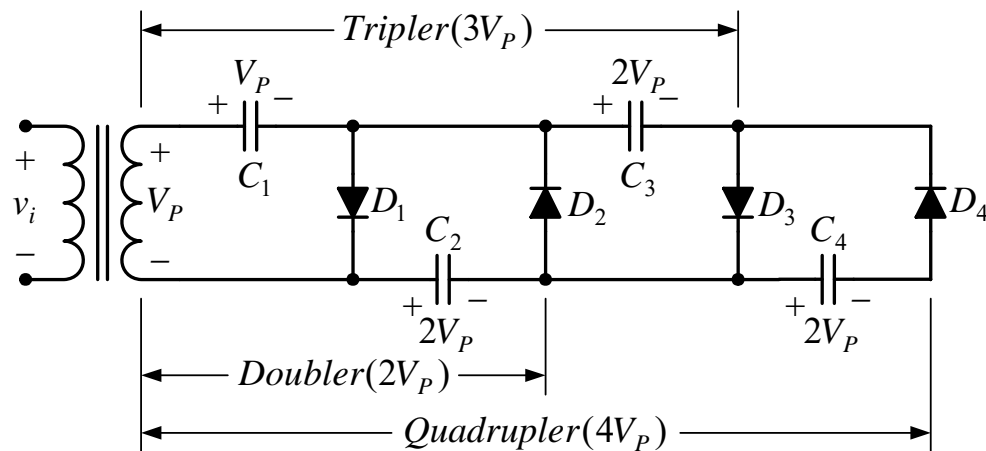 Tripler(3V_P)
V_P
2V_P
+ − + −
C_1
C_3
+ +
v_i V_P
D_1 D_2 D_3 D_4
C_2 C_4
− −
+ − + −
2V_P 2V_P
Doubler(2V_P)
Quadrupler(4V_P)